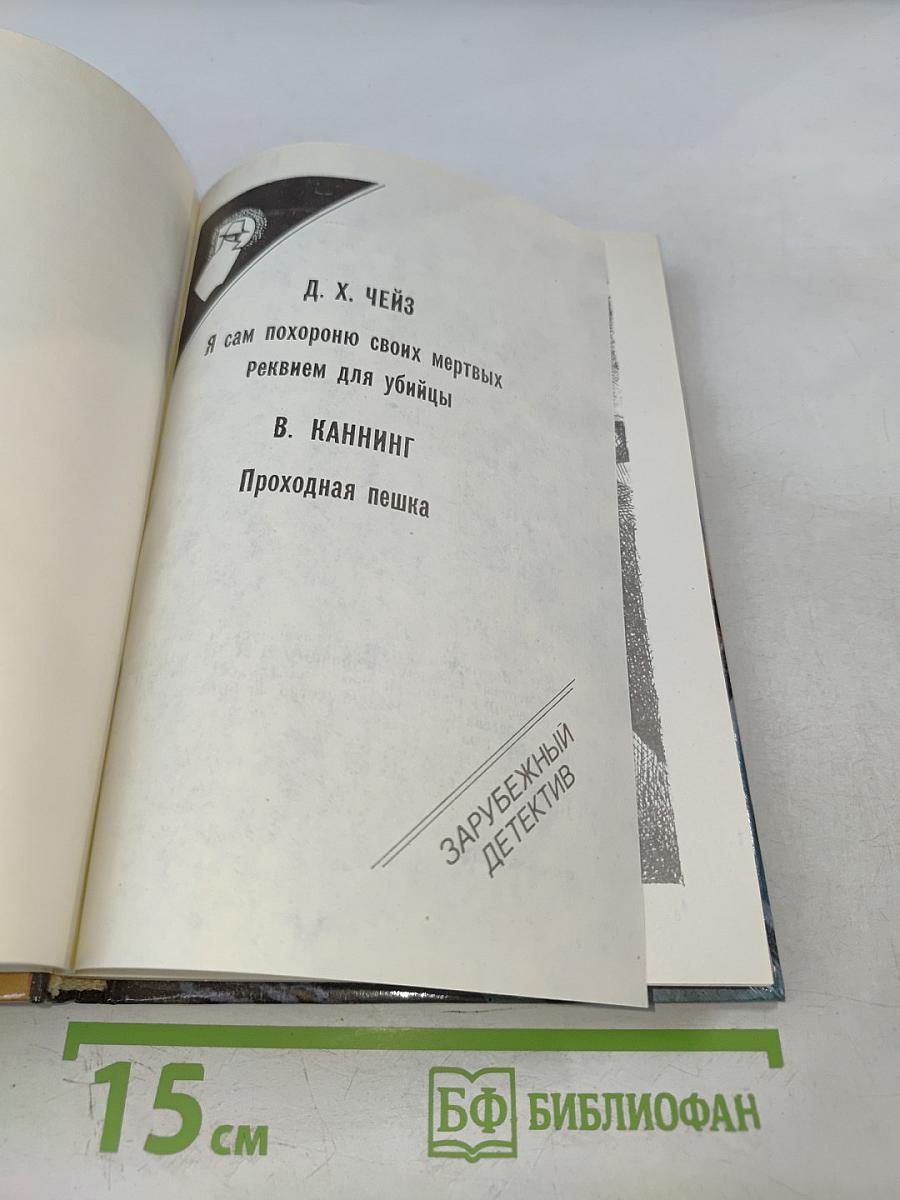 Д. Х. ЧЕЙЗ
Я сам похороню своих мертвых
реквием для убийцы
В. КАННИНГ
Проходная пешка
ЗАРУБЕЖНЫЙ
ДЕТЕКТИВ
15 см
БФ БИБЛИОФАН